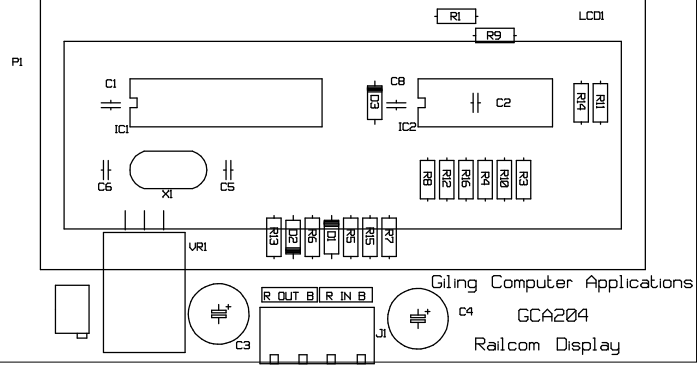 R1
LCD1
R9
P1
C1
C8
D3
C2
R14
R1
IC1
IC2
C6
X1
C5
R8
R12
R16
R4
R10
R3
VR1
R13
D2
R6
D1
R5
R15
R7
Giling Computer Applications
R OUT B
R IN B
C4
GCA204
C3
J1
Railcom Display